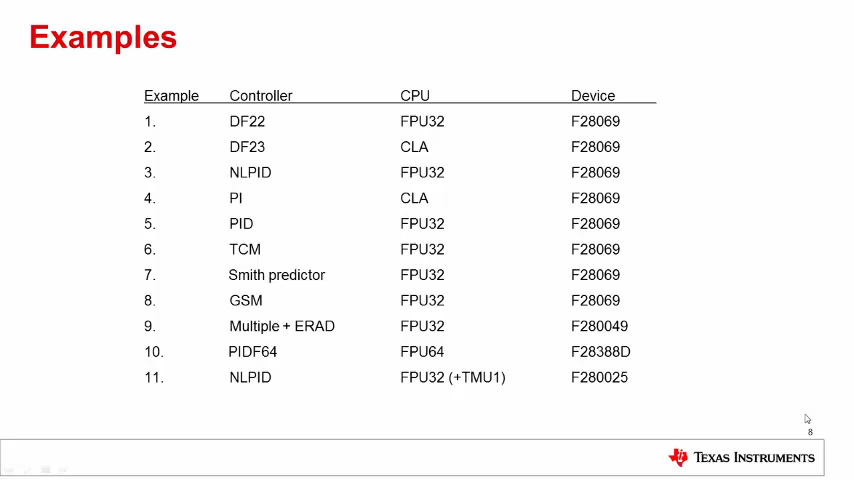 Examples
Example Controller CPU Device
1. DF22 FPU32 F28069
2. DF23 CLA F28069
3. NLPID FPU32 F28069
4. PI CLA F28069
5. PID FPU32 F28069
6. TCM FPU32 F28069
7. Smith predictor FPU32 F28069
8. GSM FPU32 F28069
9. Multiple + ERAD FPU32 F280049
10. PIDF64 FPU64 F28388D
11. NLPID FPU32 (+TMU1) F280025
8
TEXAS INSTRUMENTS